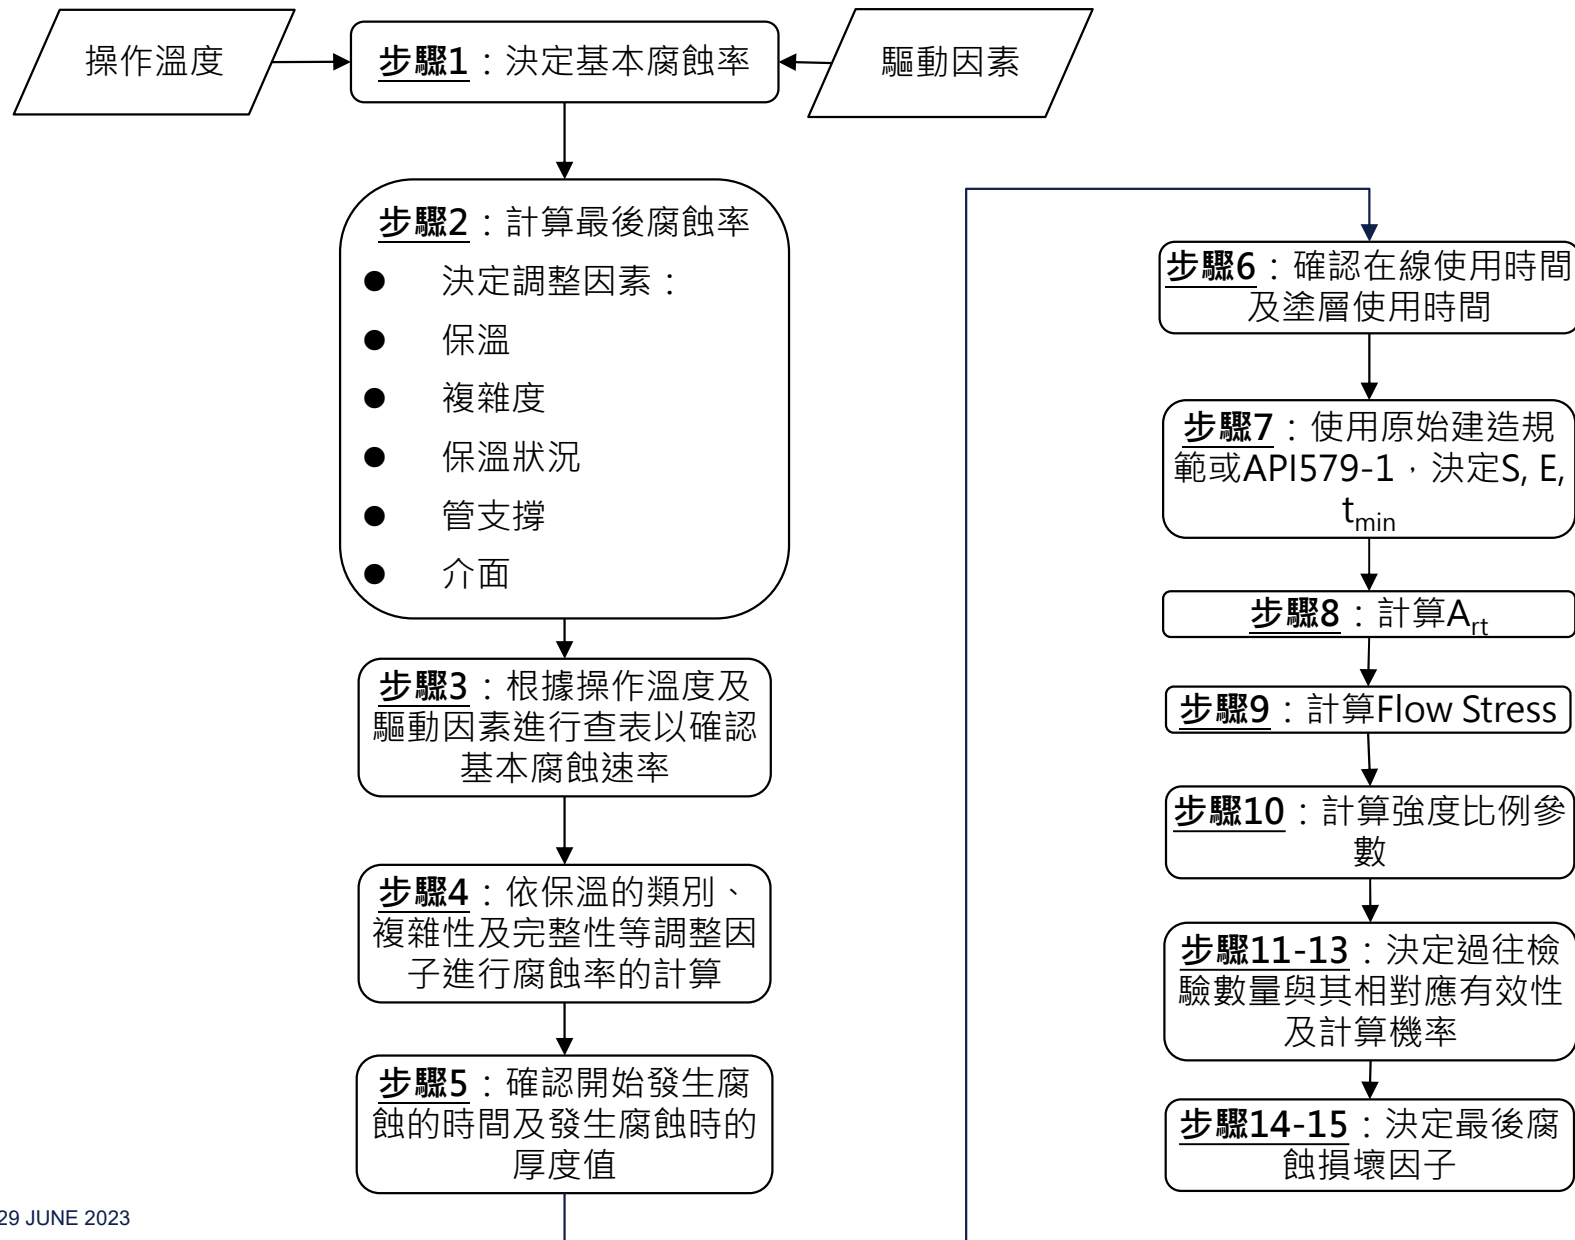 操作溫度
步驟1：決定基本腐蝕率
驅動因素
步驟2：計算最後腐蝕率
● 決定調整因素：
● 保溫
● 複雜度
● 保溫狀況
● 管支撐
● 介面
步驟3：根據操作溫度及
驅動因素進行查表以確認
基本腐蝕速率
步驟4：依保溫的類別、
複雜性及完整性等調整因
子進行腐蝕率的計算
步驟5：確認開始發生腐
蝕的時間及發生腐蝕時的
厚度值
步驟6：確認在線使用時間
及塗層使用時間
步驟7：使用原始建造規
範或API579-1，決定S, E,
tmin
步驟8：計算Art
步驟9：計算Flow Stress
步驟10：計算強度比例參
數
步驟11-13：決定過往檢
驗數量與其相對應有效性
及計算機率
步驟14-15：決定最後腐
蝕損壞因子
29 JUNE 2023